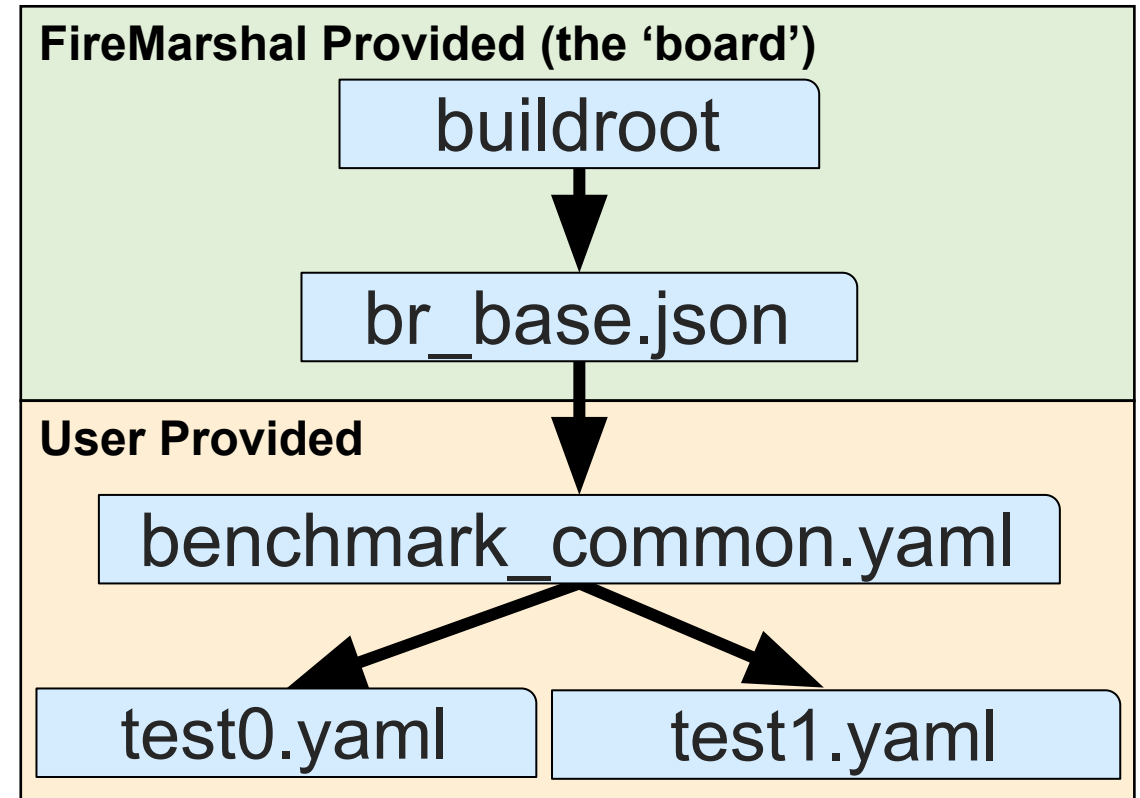 FireMarshal Provided (the ‘board’)
buildroot
br_base.json
User Provided
benchmark_common.yaml
test0.yaml
test1.yaml